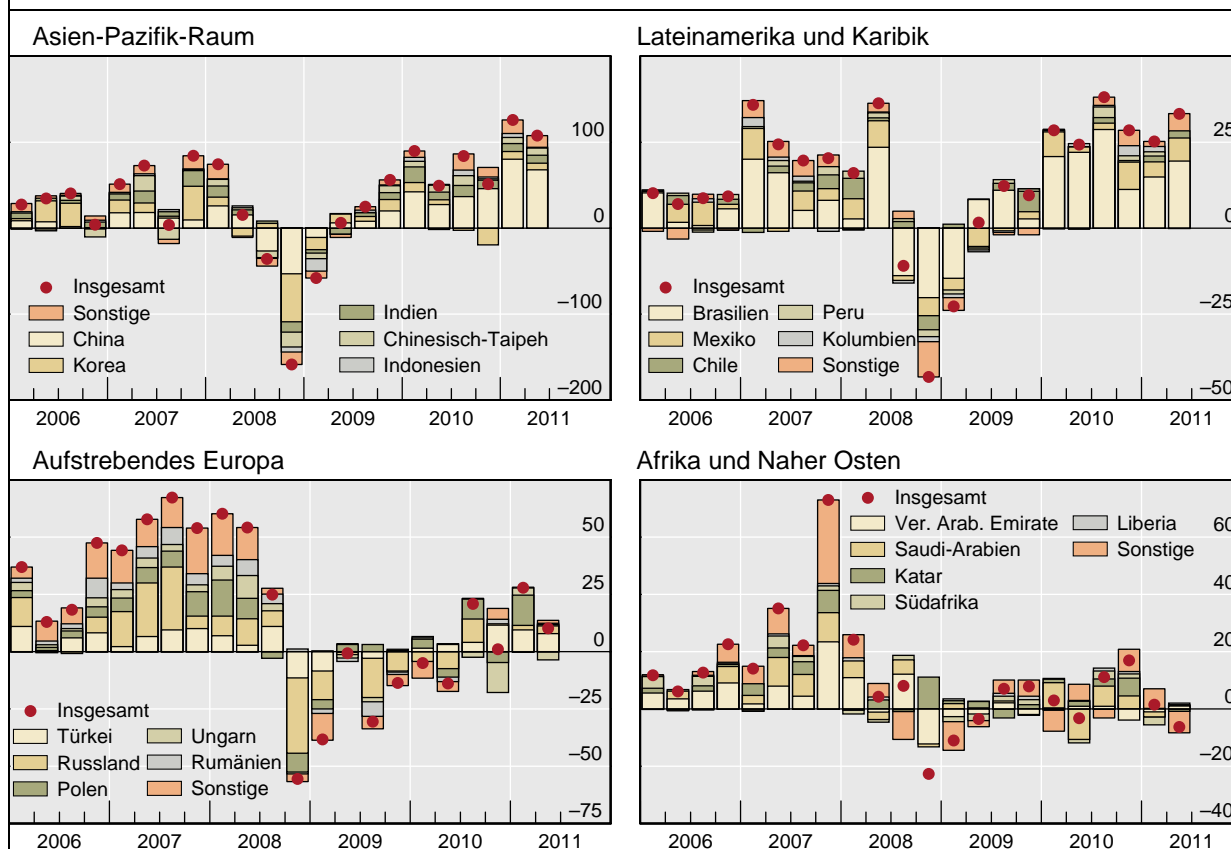 Asien-Pazifik-Raum
100
0
–100
–200
Insgesamt
Sonstige
China
Korea
Indien
Chinesisch-Taipeh
Indonesien
2006 2007 2008 2009 2010 2011
Lateinamerika und Karibik
25
0
–25
–50
Insgesamt
Brasilien
Mexiko
Chile
Peru
Kolumbien
Sonstige
2006 2007 2008 2009 2010 2011
Aufstrebendes Europa
50
25
0
–25
–50
–75
Insgesamt
Türkei
Russland
Polen
Ungarn
Rumänien
Sonstige
2006 2007 2008 2009 2010 2011
Afrika und Naher Osten
60
40
20
0
–20
–40
Insgesamt
Ver. Arab. Emirate
Saudi-Arabien
Katar
Südafrika
Liberia
Sonstige
2006 2007 2008 2009 2010 2011